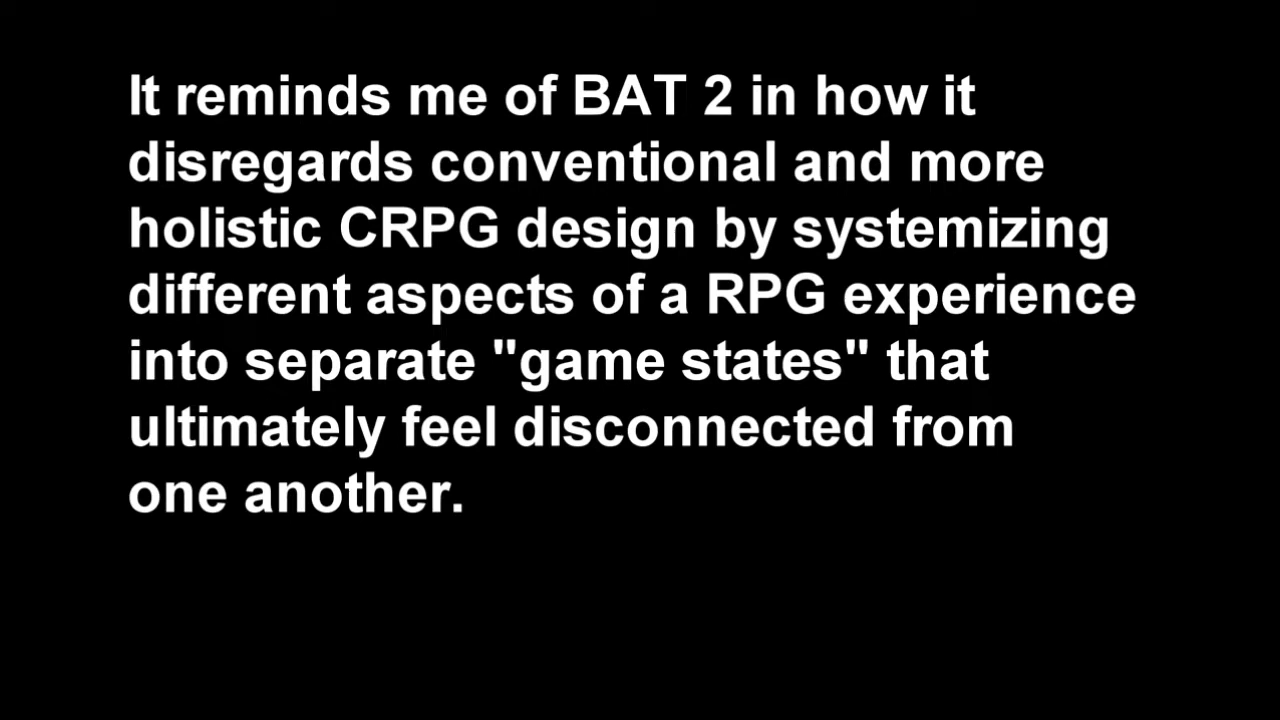 It reminds me of BAT 2 in how it
disregards conventional and more
holistic CRPG design by systemizing
different aspects of a RPG experience
into separate "game states" that
ultimately feel disconnected from
one another.